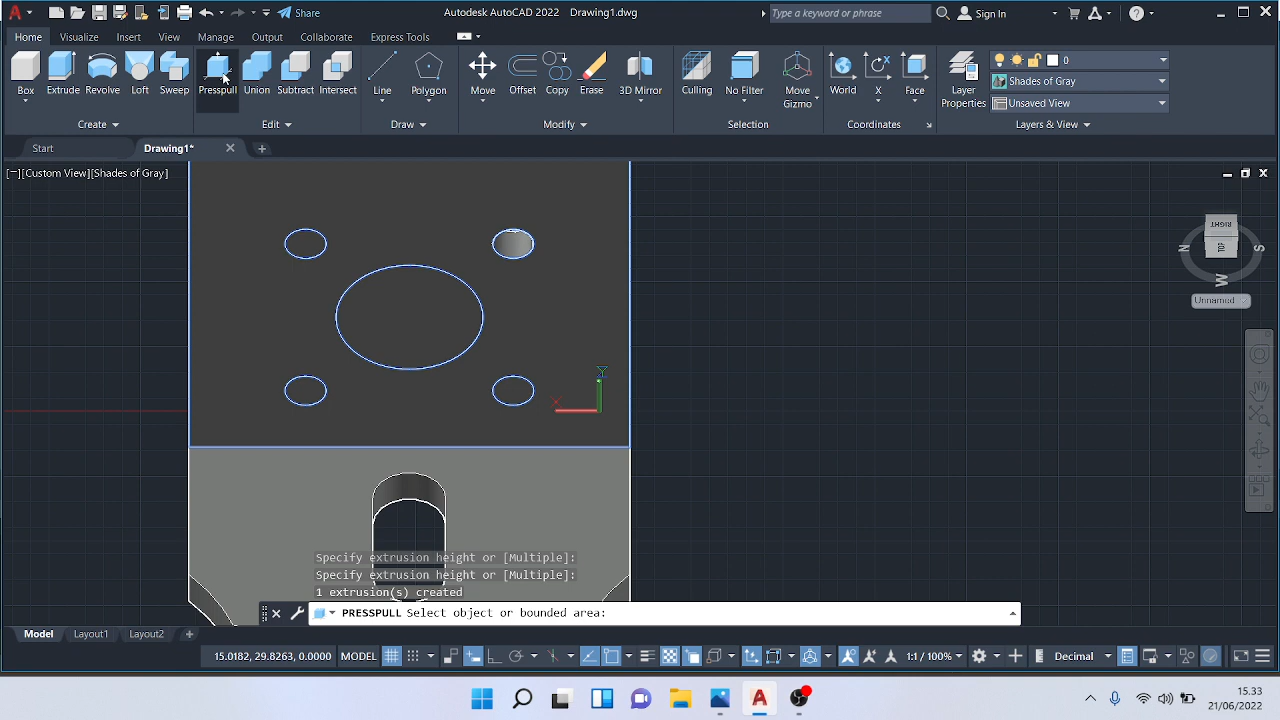 Share
Autodesk AutoCAD 2022 Drawing1.dwg
Type a keyword or phrase
Sign In
Home Visualize Insert View Manage Output Collaborate Express Tools
Box Extrude Revolve Loft Sweep
Presspull Union Subtract Intersect
Line Polygon
Move Offset Copy Erase 3D Mirror
Culling No Filter Move Gizmo
World X Face
Layer Properties
0
Shades of Gray
Unsaved View
Create Edit Draw Modify Selection Coordinates Layers & View
Start Drawing1*
[−][Custom View][Shades of Gray]
RIGHT
N S
W
Unnamed
X
Y
Specify extrusion height or [Multiple]:
Specify extrusion height or [Multiple]:
1 extrusion(s) created
PRESSPULL Select object or bounded area:
Model Layout1 Layout2
15.0182, 29.8263, 0.0000 MODEL 1:1 / 100% Decimal
15.33
21/06/2022